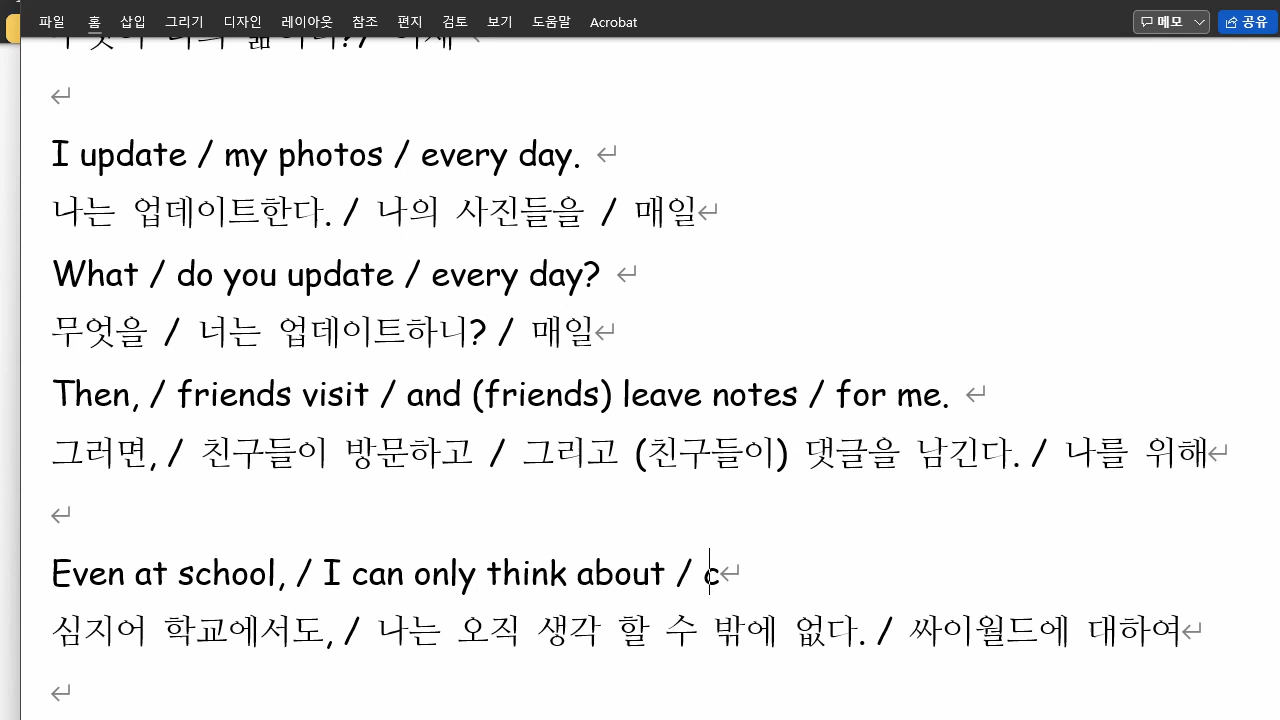 파일 홈 삽입 그리기 디자인 레이아웃 참조 편지 검토 보기 도움말 Acrobat 메모 공유
I update / my photos / every day.
나는 업데이트한다. / 나의 사진들을 / 매일
What / do you update / every day?
무엇을 / 너는 업데이트하니? / 매일
Then, / friends visit / and (friends) leave notes / for me.
그러면, / 친구들이 방문하고 / 그리고 (친구들이) 댓글을 남긴다. / 나를 위해
Even at school, / I can only think about / c
심지어 학교에서도, / 나는 오직 생각 할 수 밖에 없다. / 싸이월드에 대하여